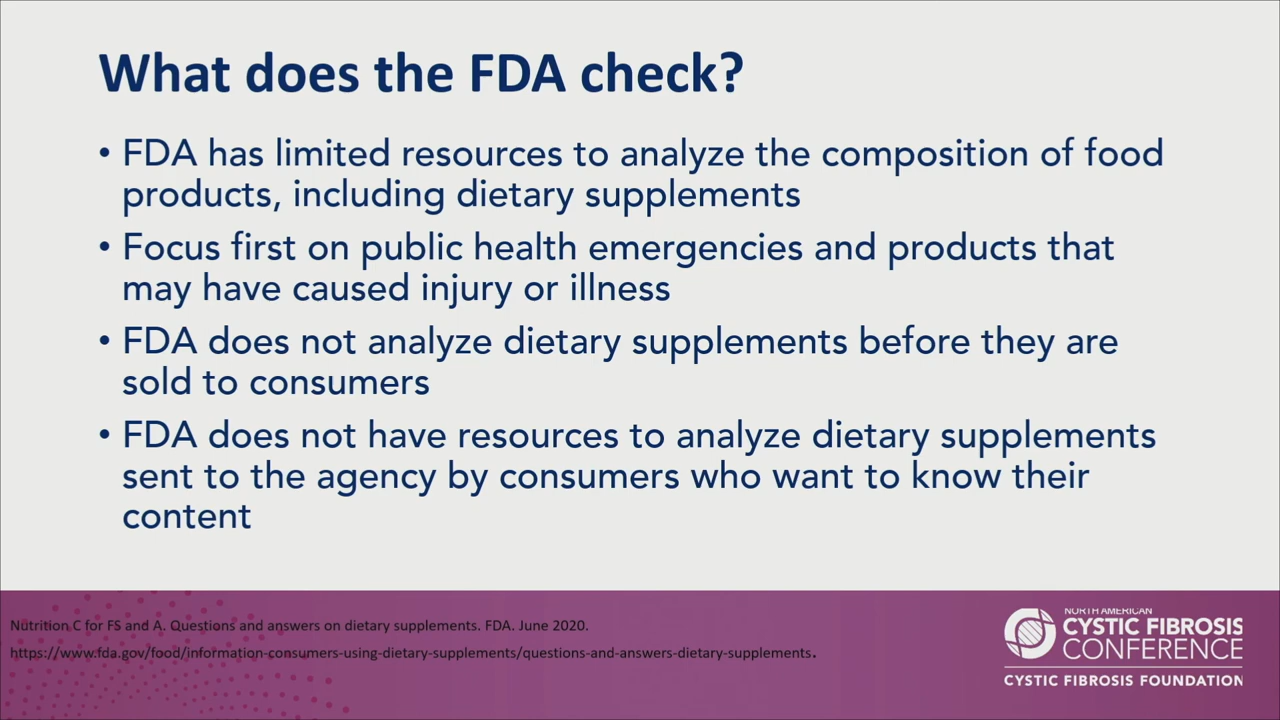 What does the FDA check?
• FDA has limited resources to analyze the composition of food
products, including dietary supplements
• Focus first on public health emergencies and products that
may have caused injury or illness
• FDA does not analyze dietary supplements before they are
sold to consumers
• FDA does not have resources to analyze dietary supplements
sent to the agency by consumers who want to know their
content
Nutrition C for FS and A. Questions and answers on dietary supplements. FDA. June 2020.
https://www.fda.gov/food/information-consumers-using-dietary-supplements/questions-and-answers-dietary-supplements.
NORTH AMERICAN
CYSTIC FIBROSIS
CONFERENCE
CYSTIC FIBROSIS FOUNDATION